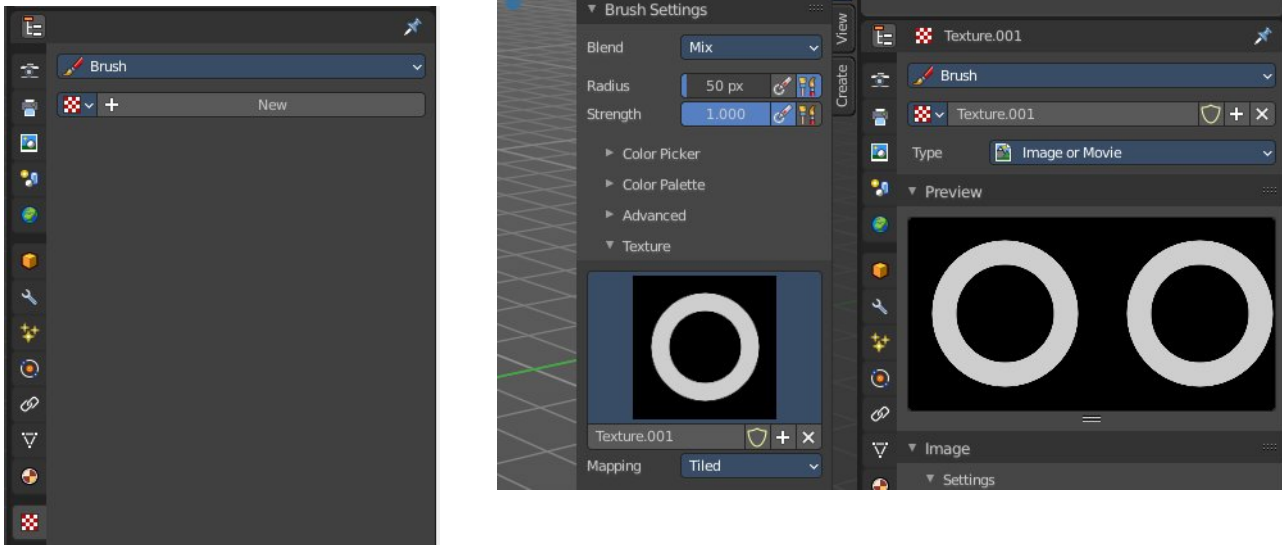 Brush
New
Brush Settings
Blend
Mix
Radius
50 px
Strength
1.000
Color Picker
Color Palette
Advanced
Texture
Texture.001
Mapping
Tiled
View
Create
Texture.001
Brush
Texture.001
Type
Image or Movie
Preview
Image
Settings